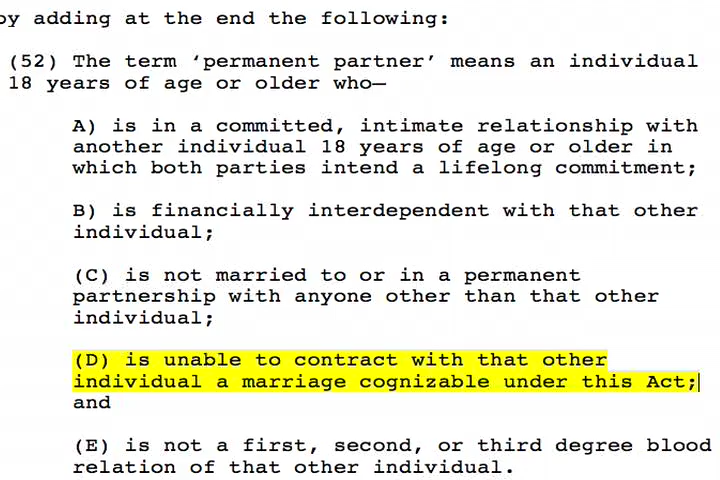 by adding at the end the following:
(52) The term ‘permanent partner’ means an individual
18 years of age or older who—
A) is in a committed, intimate relationship with
another individual 18 years of age or older in
which both parties intend a lifelong commitment;
B) is financially interdependent with that other
individual;
(C) is not married to or in a permanent
partnership with anyone other than that other
individual;
(D) is unable to contract with that other
individual a marriage cognizable under this Act;
and
(E) is not a first, second, or third degree blood
relation of that other individual.